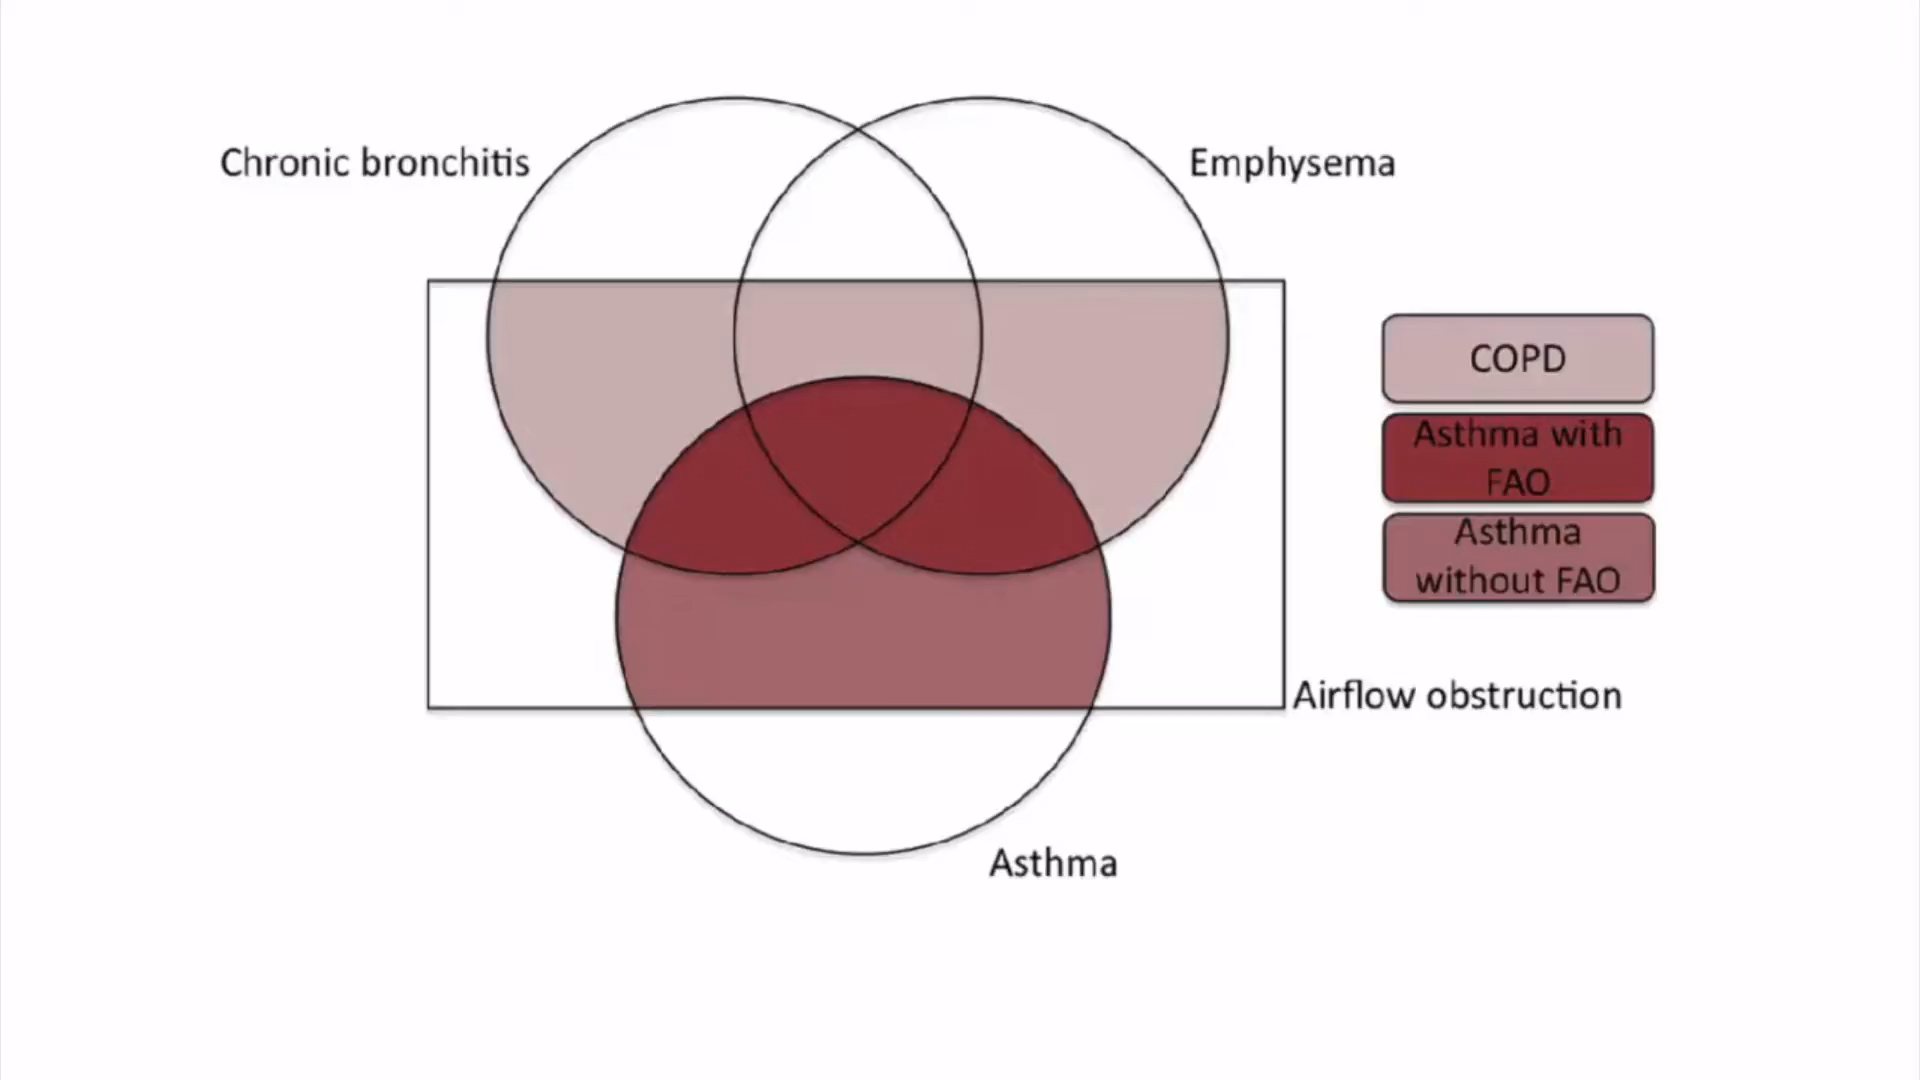 Chronic bronchitis
Emphysema
COPD
Asthma with
FAO
Asthma
without FAO
Airflow obstruction
Asthma